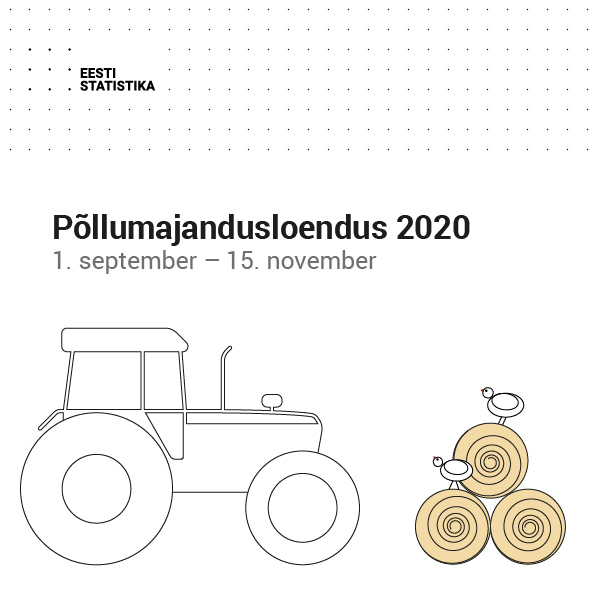 EESTI
STATISTIKA
Põllumajandusloendus 2020
1. september – 15. november